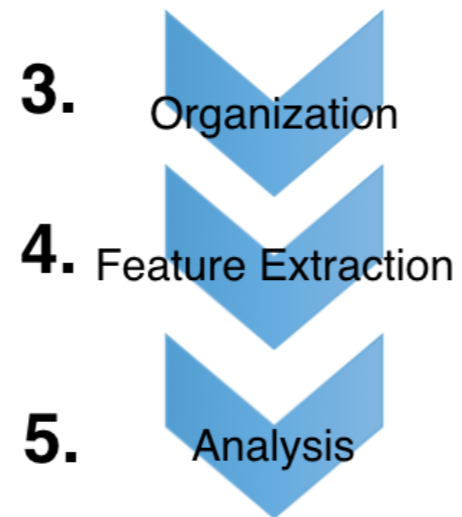 3. Organization
4. Feature Extraction
5. Analysis